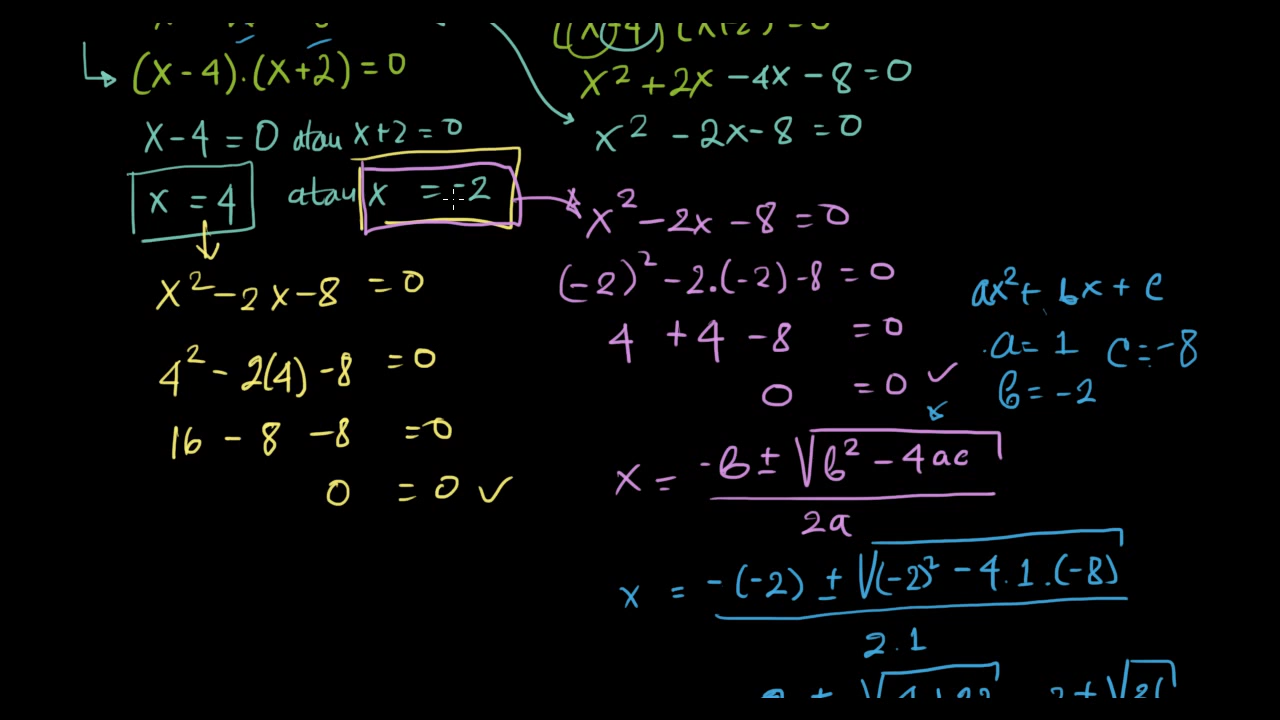 (x-4).(x+2)=0
x-4=0 atau x+2=0
x=4 atau x=-2
x²-2x-8=0
4²-2(4)-8=0
16-8-8=0
0=0✓
x²+2x-4x-8=0
x²-2x-8=0
x²-2x-8=0
(-2)²-2.(-2)-8=0
4+4-8=0
0=0✓
ax²+bx+c
a=1 c=-8
b=-2
x=\frac{-b±√(b²-4ac)}{2a}
x=\frac{-(-2)±√((-2)²-4.1.(-8))}{2.1}